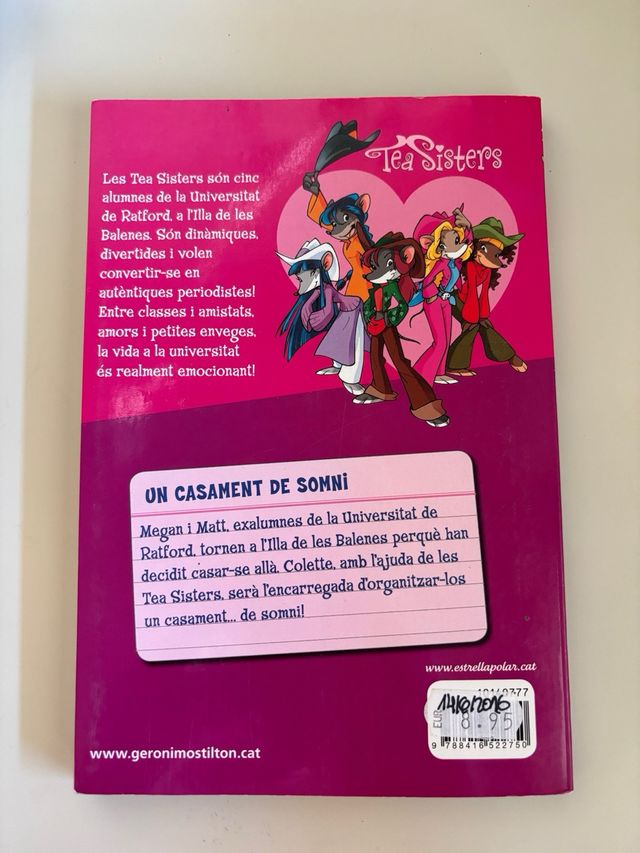 Tea Sisters
Les Tea Sisters són cinc
alumnes de la Universitat
de Ratford, a l'Illa de les
Balenes. Són dinàmiques,
divertides i volen
convertir-se en
autèntiques periodistes!
Entre classes i amistats,
amors i petites enveges,
la vida a la universitat
és realment emocionant!
UN CASAMENT DE SOMNI
Megan i Matt, exalumnes de la Universitat de
Ratford, tornen a l'Illa de les Balenes perquè han
decidit casar-se allà. Colette, amb l'ajuda de les
Tea Sisters, serà l'encarregada d'organitzar-los
un casament... de somni!
www.estrellapolar.cat
EUR
8.95
9 788416 522750
www.geronimostilton.cat